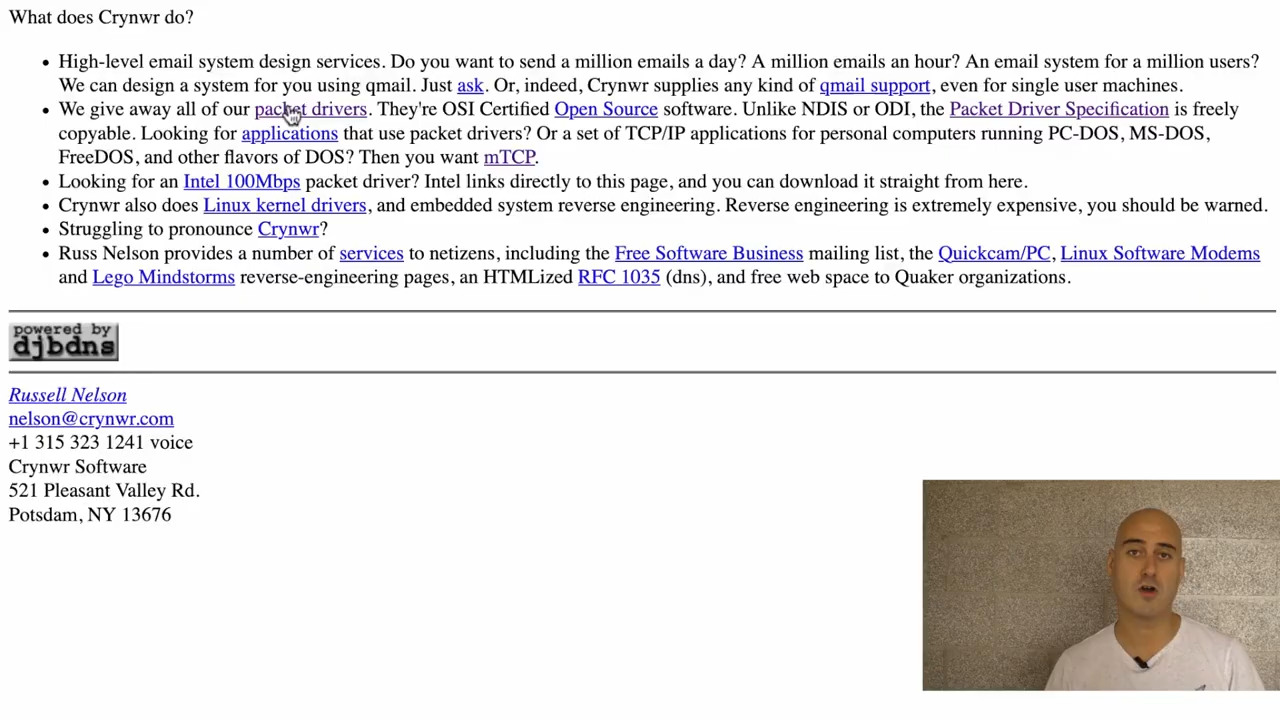 What does Crynwr do?
• High-level email system design services. Do you want to send a million emails a day? A million emails an hour? An email system for a million users?
We can design a system for you using qmail. Just ask. Or, indeed, Crynwr supplies any kind of qmail support, even for single user machines.
• We give away all of our packet drivers. They're OSI Certified Open Source software. Unlike NDIS or ODI, the Packet Driver Specification is freely
copyable. Looking for applications that use packet drivers? Or a set of TCP/IP applications for personal computers running PC-DOS, MS-DOS,
FreeDOS, and other flavors of DOS? Then you want mTCP.
• Looking for an Intel 100Mbps packet driver? Intel links directly to this page, and you can download it straight from here.
• Crynwr also does Linux kernel drivers, and embedded system reverse engineering. Reverse engineering is extremely expensive, you should be warned.
• Struggling to pronounce Crynwr?
• Russ Nelson provides a number of services to netizens, including the Free Software Business mailing list, the Quickcam/PC, Linux Software Modems
and Lego Mindstorms reverse-engineering pages, an HTMLized RFC 1035 (dns), and free web space to Quaker organizations.
powered by
djbdns
Russell Nelson
nelson@crynwr.com
+1 315 323 1241 voice
Crynwr Software
521 Pleasant Valley Rd.
Potsdam, NY 13676